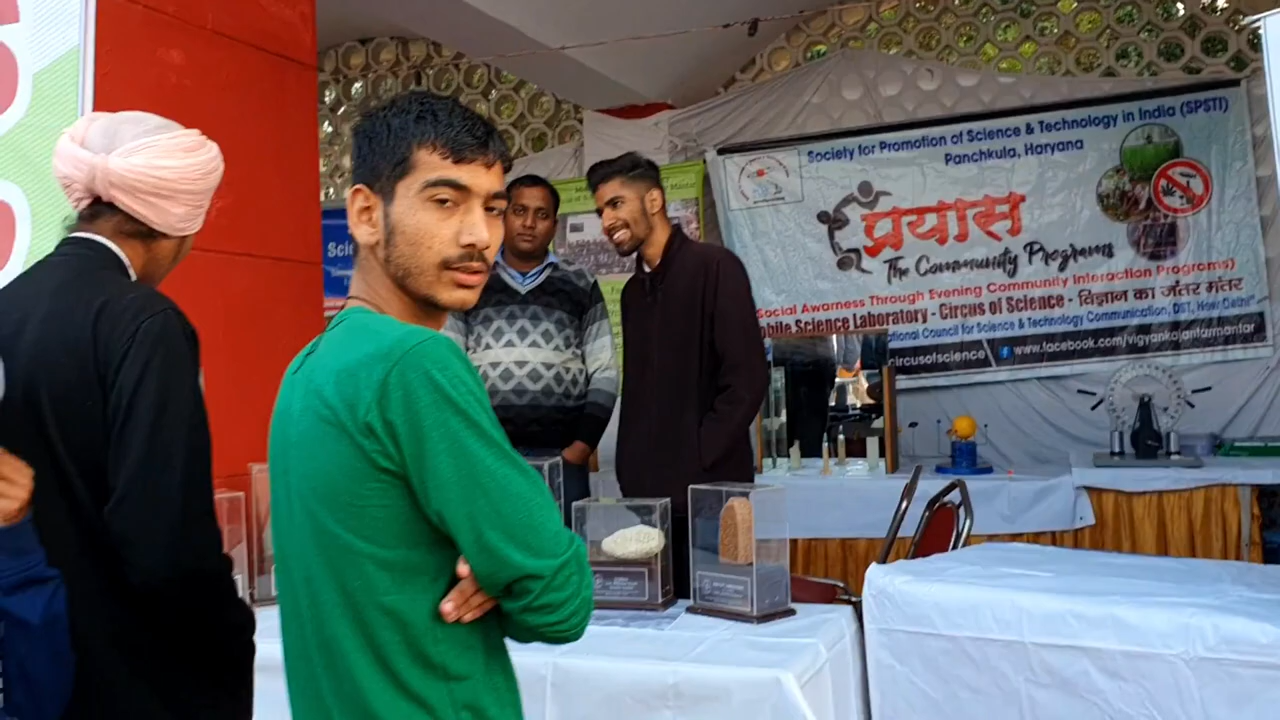 Society for Promotion of Science & Technology in India (SPSTI)
Panchkula, Haryana
प्रयास
The Community Programs
Social Awarness Through Evening Community Interaction Programs)
obile Science Laboratory - Circus of Science - विज्ञान का जंतर मंतर
ational Council for Science & Technology Communication, DST, New Delhi"
circusofscience www.facebook.com/vigyankajantarmantar